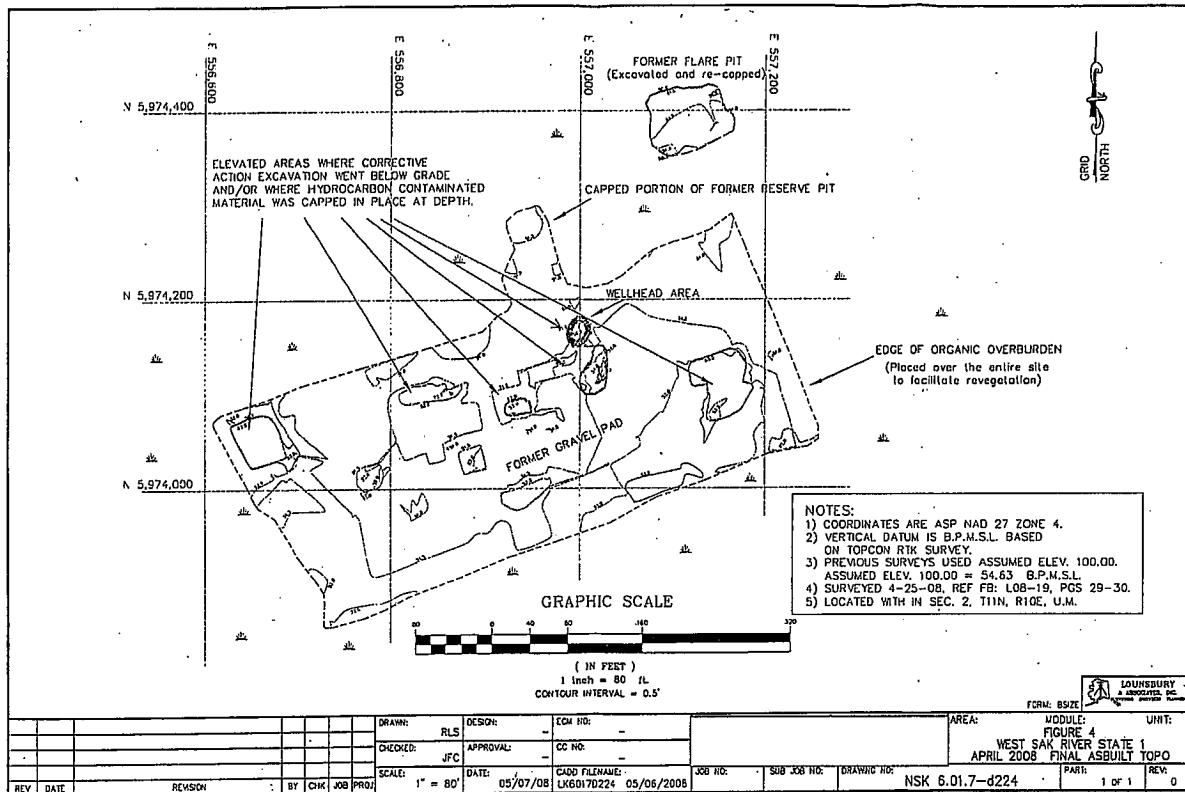 E 556,600
E 556,800
E 557,000
E 557,200
FORMER FLARE PIT
(Excavated and re-capped)
N 5,974,400
GRID
NORTH
ELEVATED AREAS WHERE CORRECTIVE
ACTION EXCAVATION WENT BELOW GRADE
AND/OR WHERE HYDROCARBON CONTAMINATED
MATERIAL WAS CAPPED IN PLACE AT DEPTH.
CAPPED PORTION OF FORMER RESERVE PIT
N 5,974,200
WELLHEAD AREA
EDGE OF ORGANIC OVERBURDEN
(Placed over the entire site
to facilitate revegetation)
FORMER GRAVEL PAD
N 5,974,000
NOTES:
1) COORDINATES ARE ASP NAD 27 ZONE 4.
2) VERTICAL DATUM IS B.P.M.S.L. BASED
ON TOPCON RTK SURVEY.
3) PREVIOUS SURVEYS USED ASSUMED ELEV. 100.00.
ASSUMED ELEV. 100.00 = 54.63 B.P.M.S.L.
4) SURVEYED 4-25-08, REF FB: L08-19, PGS 29-30.
5) LOCATED WITH IN SEC. 2, T11N, R10E, U.M.
GRAPHIC SCALE
80 0 40 80 160 320
( IN FEET )
1 inch = 80 ft.
CONTOUR INTERVAL = 0.5'
LOUNSBURY
& ASSOCIATES, INC.
FORM: BSIZE
DRAWN: RLS
DESIGN: -
ECM NO: -
CHECKED: JFC
APPROVAL: -
CC NO: -
SCALE: 1" = 80'
DATE: 05/07/08
CADD FILENAME: LK60170224 05/06/2008
AREA: MODULE: UNIT:
FIGURE 4
WEST SAK RIVER STATE 1
APRIL 2008 FINAL ASBUILT TOPO
JOB NO:
SUB JOB NO:
DRAWING NO: NSK 6.01.7-d224
PART: 1 OF 1
REV: 0
REV DATE REVISION BY CHK JOB PROJ